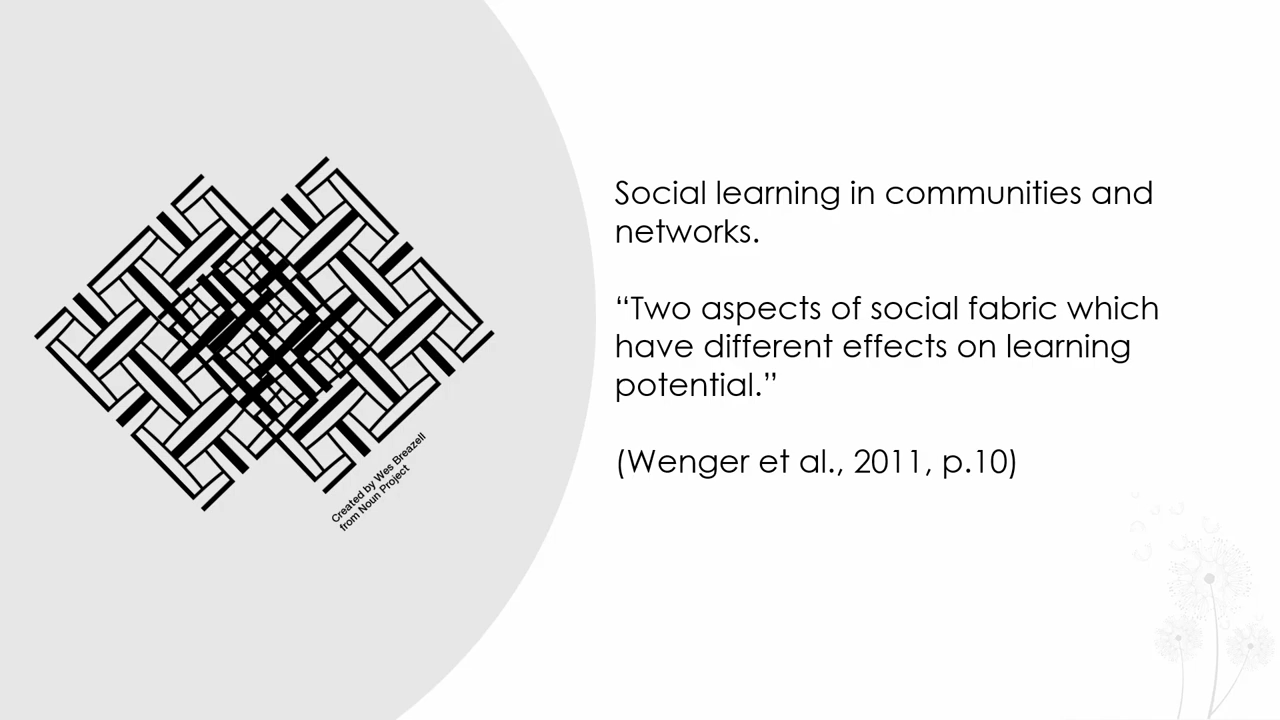 Social learning in communities and
networks.
“Two aspects of social fabric which
have different effects on learning
potential.”
(Wenger et al., 2011, p.10)
Created by Wes Breazell
from Noun Project